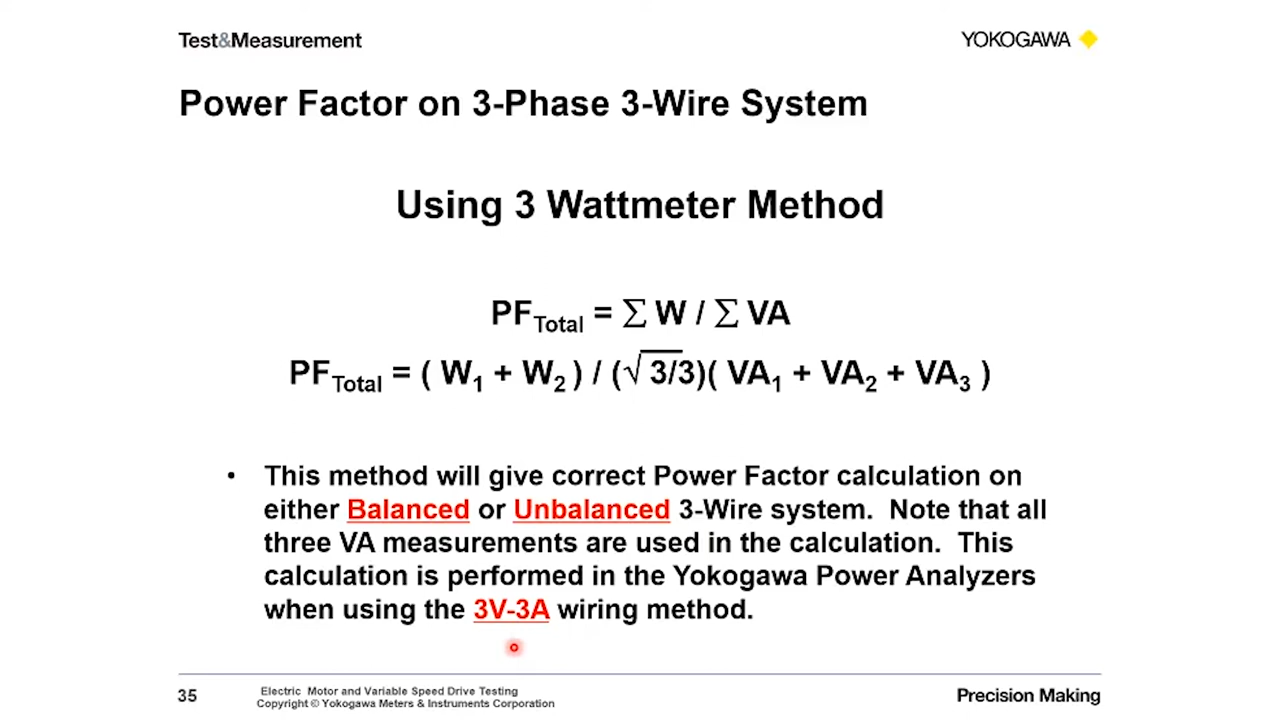 Test&Measurement
YOKOGAWA
Power Factor on 3-Phase 3-Wire System
Using 3 Wattmeter Method
PF_Total = ∑ W / ∑ VA
PF_Total = ( W₁ + W₂ ) / (√3/3)( VA₁ + VA₂ + VA₃ )
• This method will give correct Power Factor calculation on
either Balanced or Unbalanced 3-Wire system. Note that all
three VA measurements are used in the calculation. This
calculation is performed in the Yokogawa Power Analyzers
when using the 3V-3A wiring method.
35
Electric Motor and Variable Speed Drive Testing
Copyright © Yokogawa Meters & Instruments Corporation
Precision Making